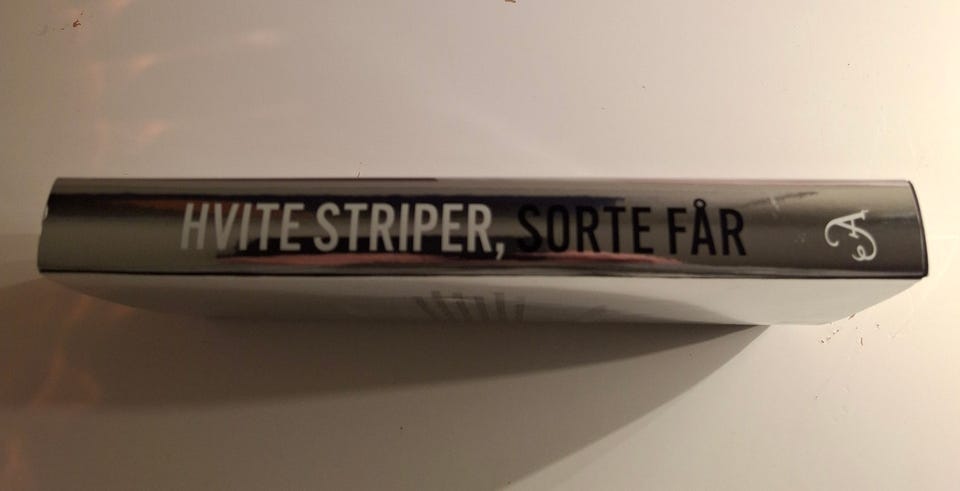 HVITE STRIPER, SORTE FÅR
A